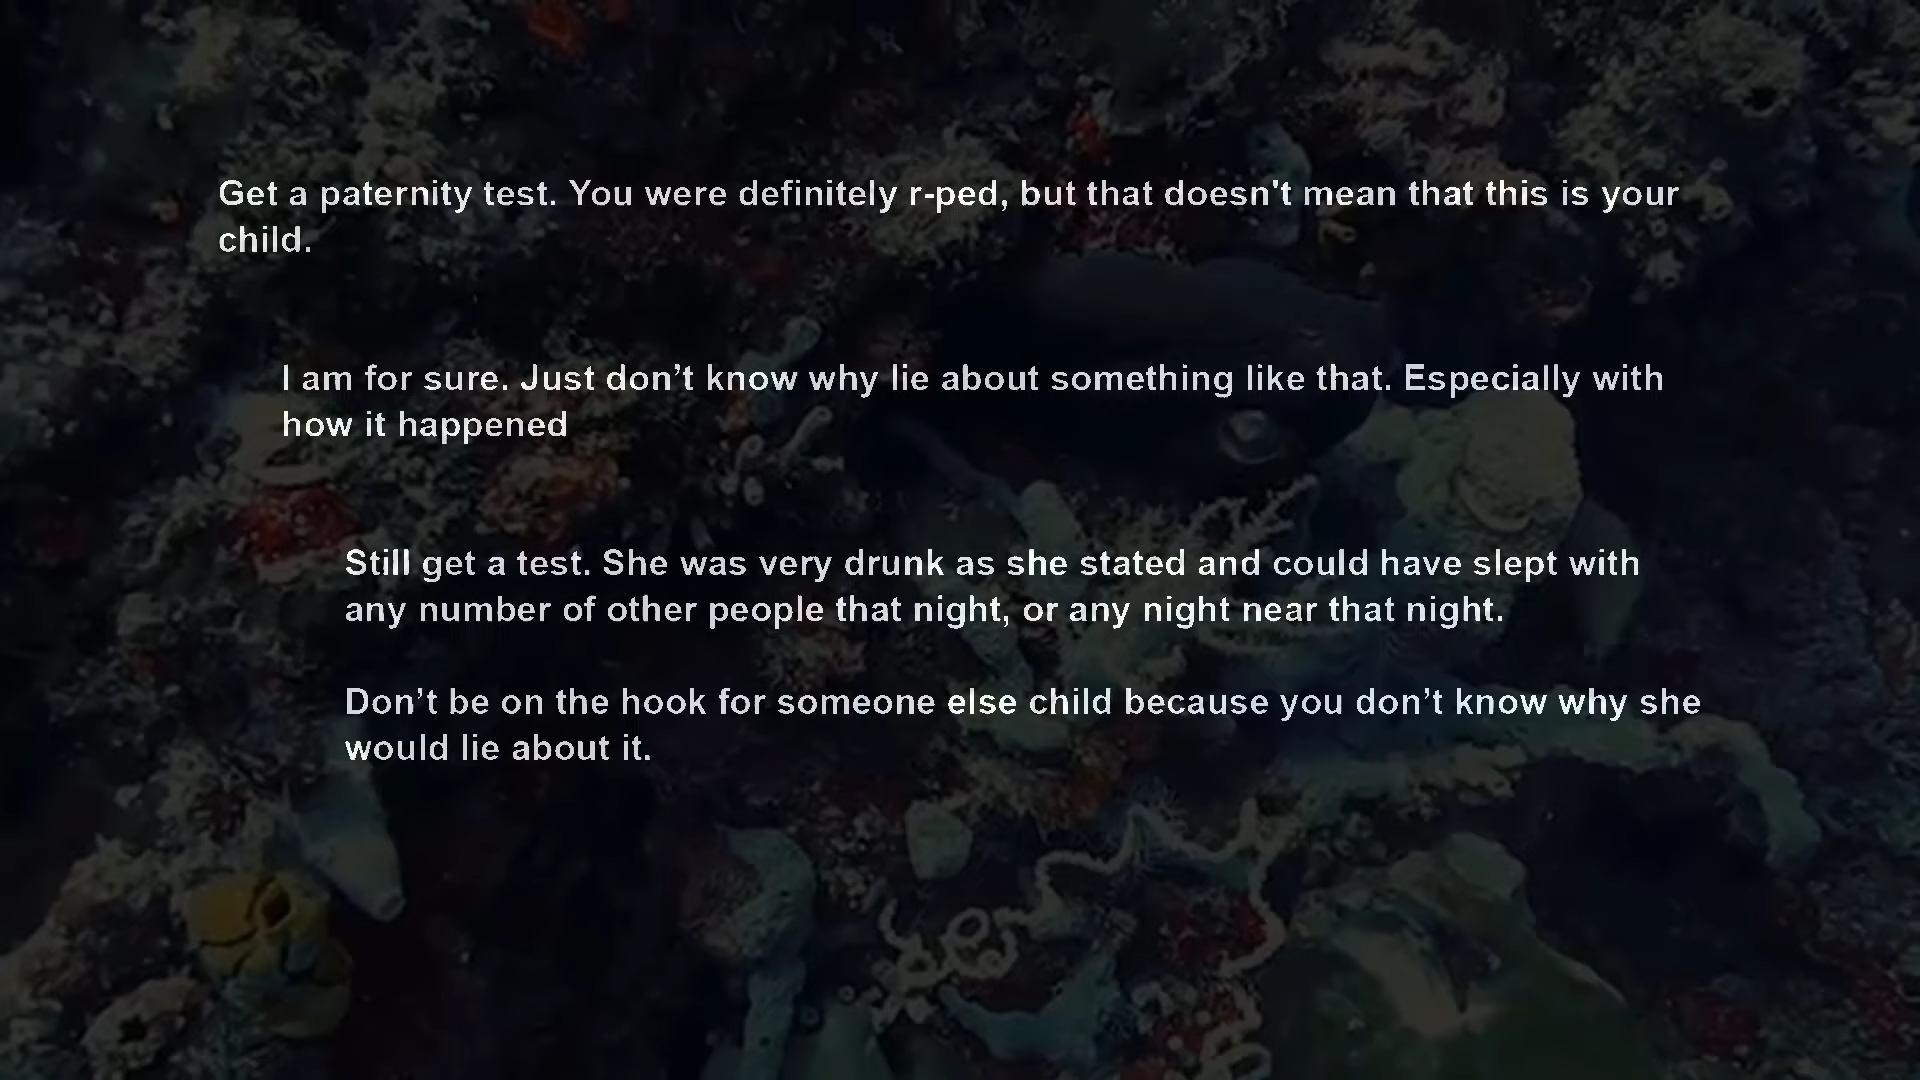 Get a paternity test. You were definitely r-ped, but that doesn't mean that this is your
child.
I am for sure. Just don’t know why lie about something like that. Especially with
how it happened
Still get a test. She was very drunk as she stated and could have slept with
any number of other people that night, or any night near that night.
Don’t be on the hook for someone else child because you don’t know why she
would lie about it.